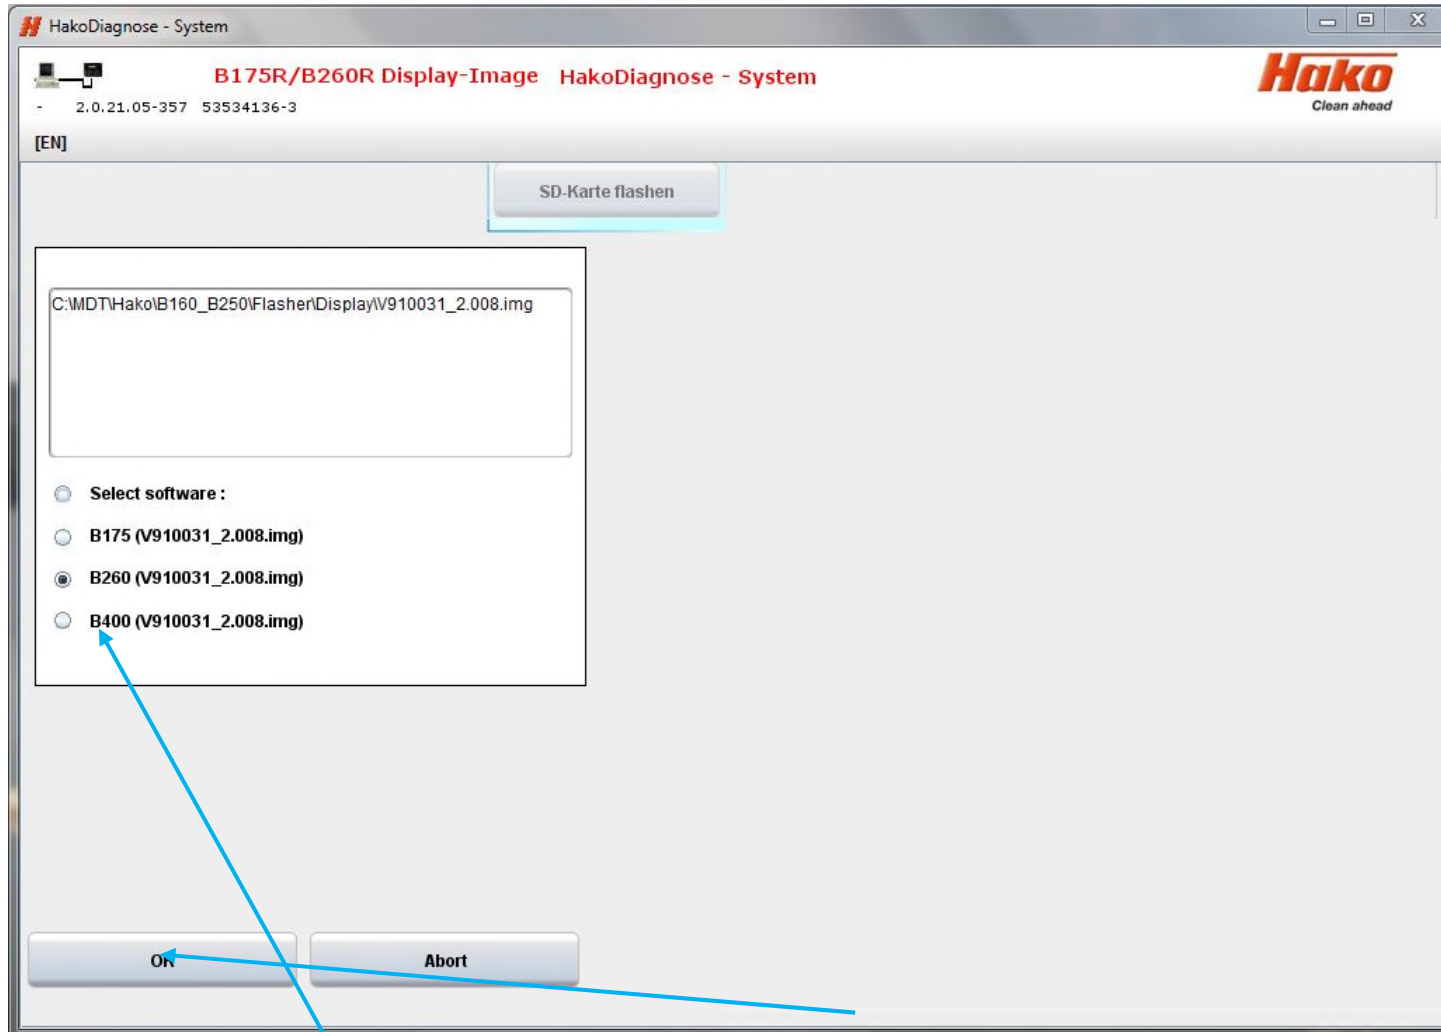 HakoDiagnose - System
B175R/B260R Display-Image HakoDiagnose - System
Hako
Clean ahead
- 2.0.21.05-357 53534136-3
[EN]
SD-Karte flashen
C:\MDT\Hako\B160_B250\Flasher\Display\V910031_2.008.img
Select software :
B175 (V910031_2.008.img)
B260 (V910031_2.008.img)
B400 (V910031_2.008.img)
OK Abort